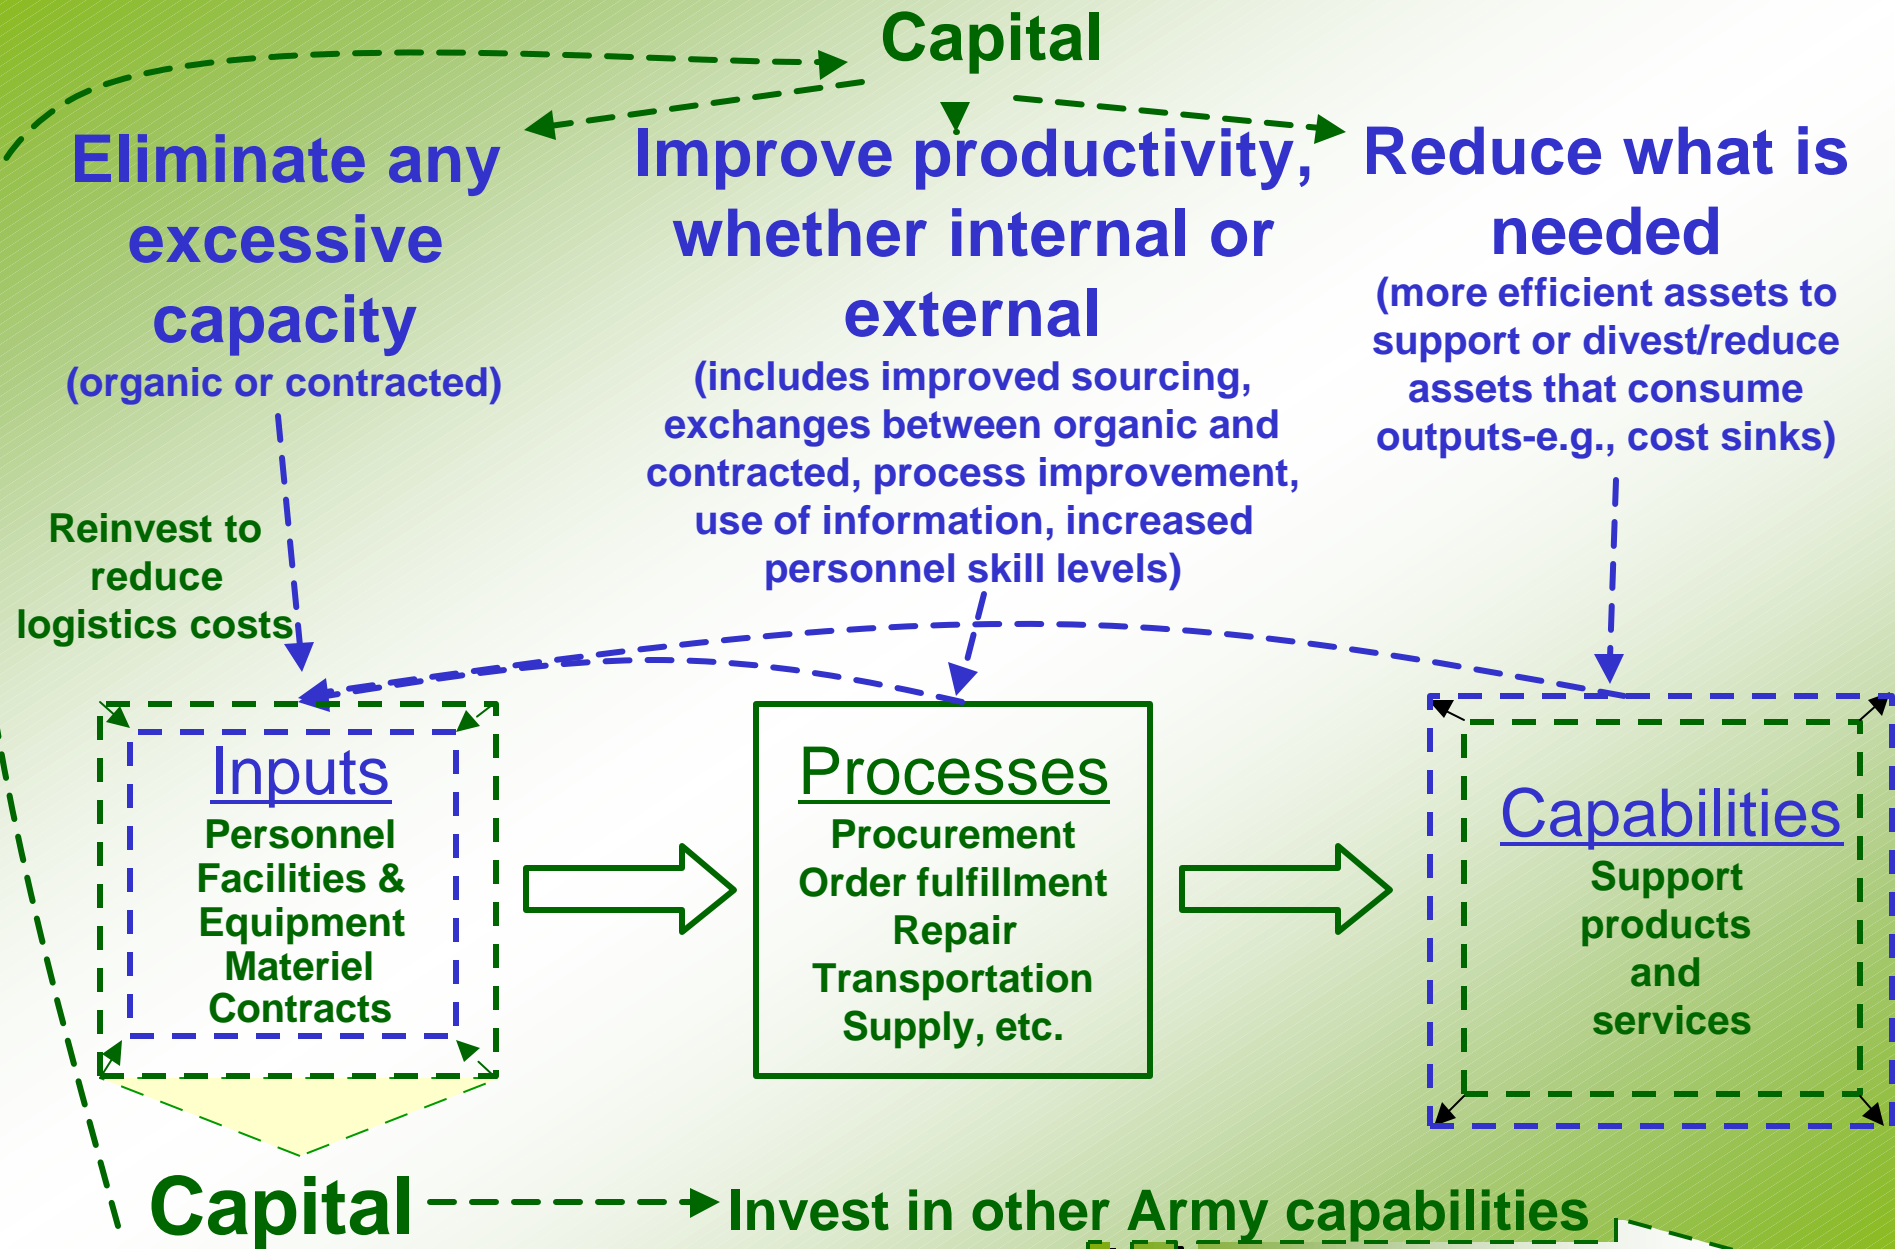 Capital
Eliminate any
excessive
capacity
(organic or contracted)
Improve productivity,
whether internal or
external
(includes improved sourcing,
exchanges between organic and
contracted, process improvement,
use of information, increased
personnel skill levels)
Reduce what is
needed
(more efficient assets to
support or divest/reduce
assets that consume
outputs-e.g., cost sinks)
Reinvest to
reduce
logistics costs
Inputs
Personnel
Facilities &
Equipment
Materiel
Contracts
Processes
Procurement
Order fulfillment
Repair
Transportation
Supply, etc.
Capabilities
Support
products
and
services
Capital
Invest in other Army capabilities